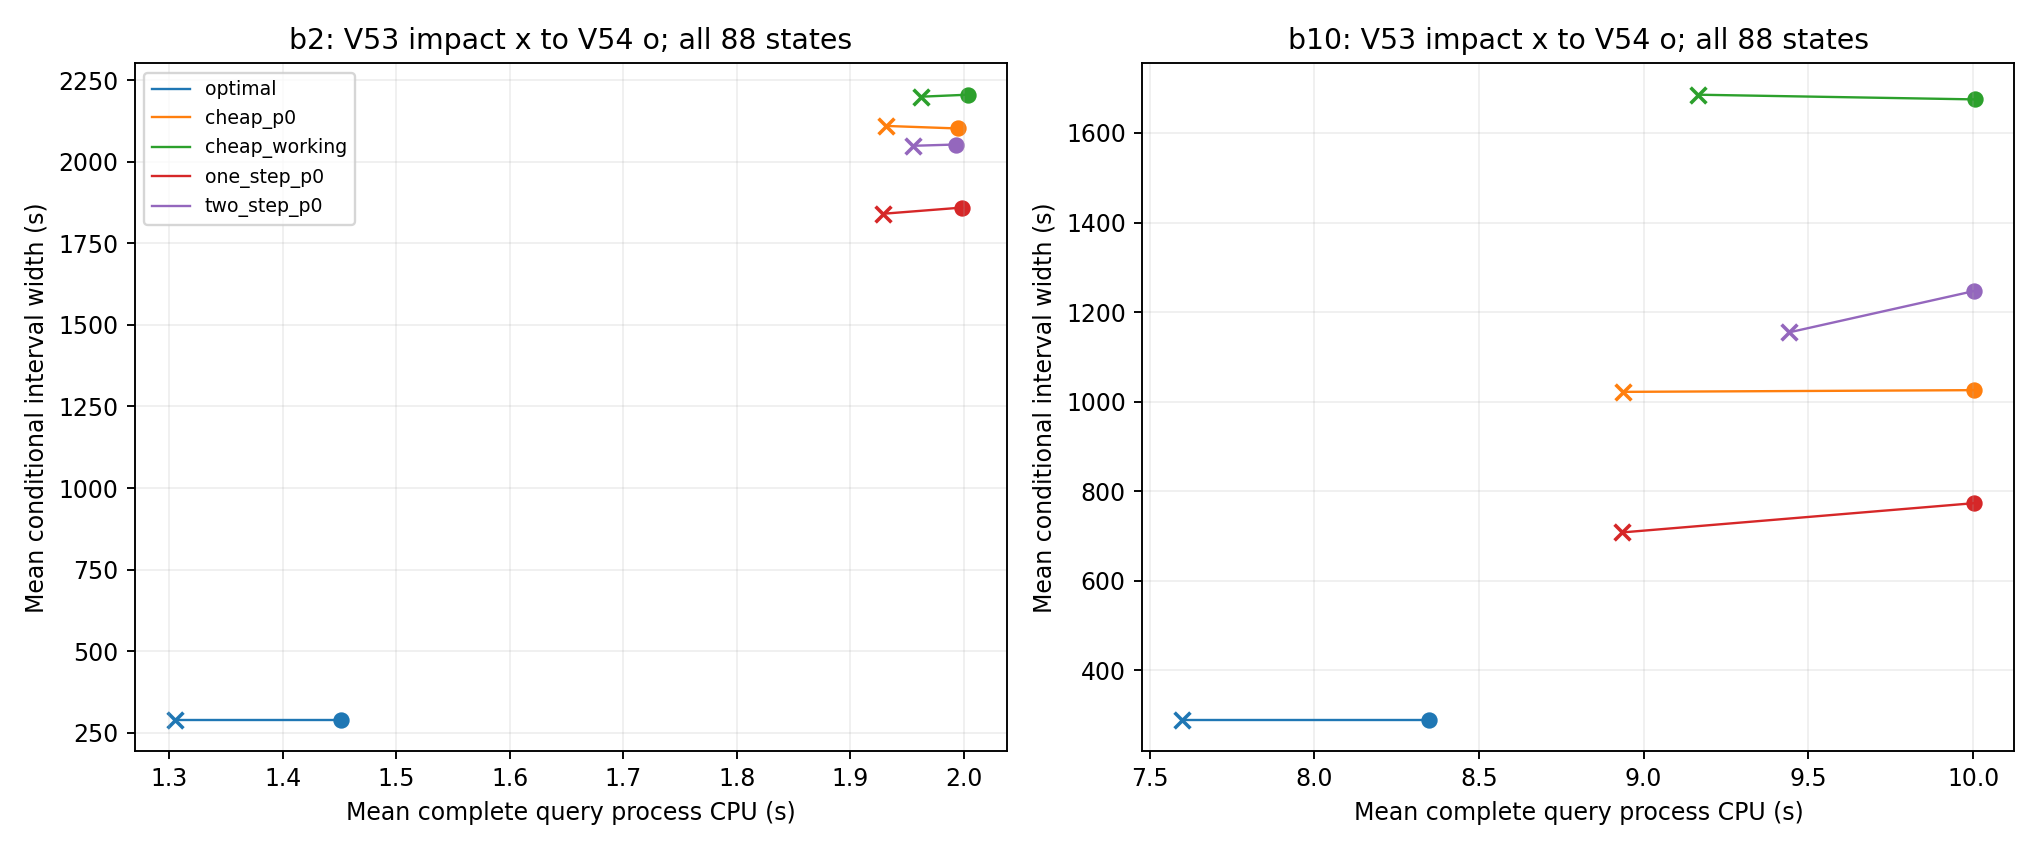 b2: V53 impact x to V54 o; all 88 states
2250
2000
1750
1500
1250
1000
750
500
250
Mean conditional interval width (s)
optimal
cheap_p0
cheap_working
one_step_p0
two_step_p0
1.3 1.4 1.5 1.6 1.7 1.8 1.9 2.0
Mean complete query process CPU (s)
b10: V53 impact x to V54 o; all 88 states
1600
1400
1200
1000
800
600
400
Mean conditional interval width (s)
7.5 8.0 8.5 9.0 9.5 10.0
Mean complete query process CPU (s)